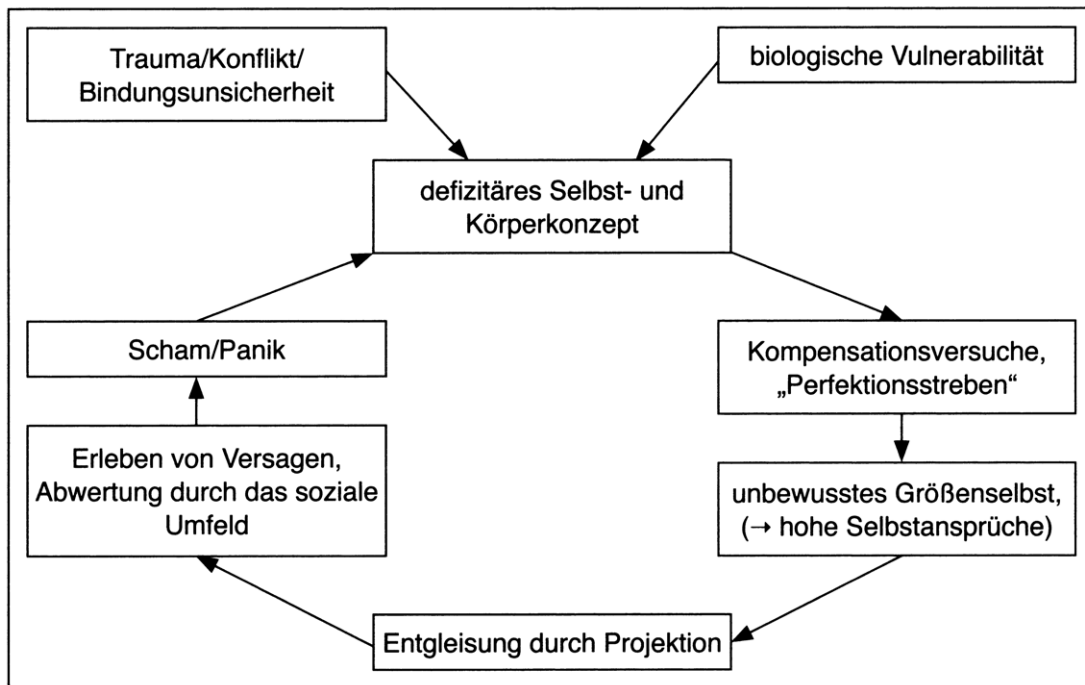 Trauma/Konflikt/
Bindungsunsicherheit
biologische Vulnerabilität
defizitäres Selbst- und
Körperkonzept
Scham/Panik
Kompensationsversuche,
„Perfektionsstreben“
Erleben von Versagen,
Abwertung durch das soziale
Umfeld
unbewusstes Größenselbst,
(→ hohe Selbstansprüche)
Entgleisung durch Projektion